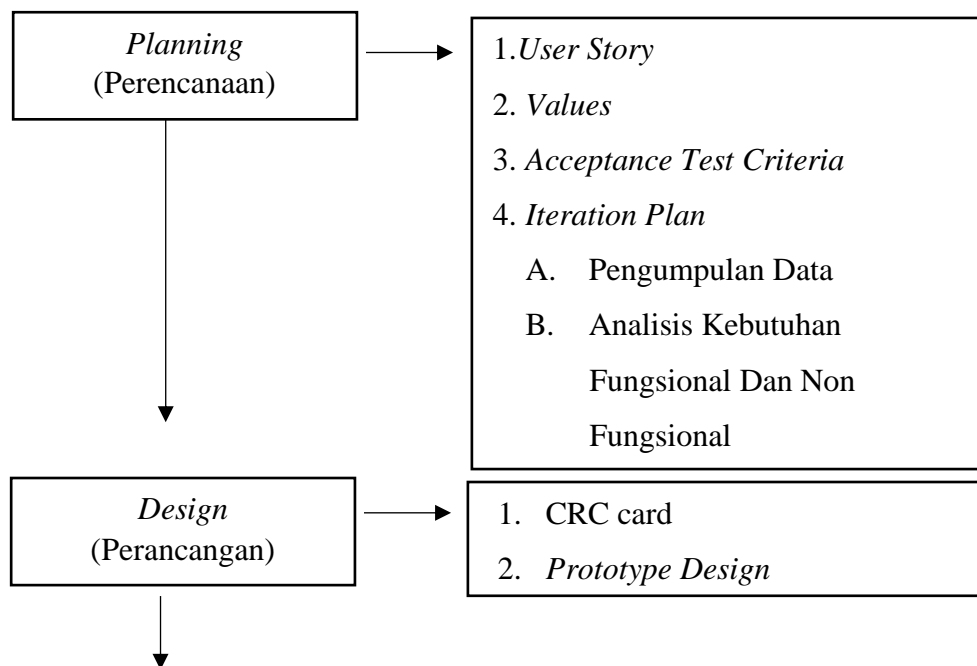 Planning
(Perencanaan)
1.User Story
2. Values
3. Acceptance Test Criteria
4. Iteration Plan
A. Pengumpulan Data
B. Analisis Kebutuhan
Fungsional Dan Non
Fungsional
Design
(Perancangan)
1. CRC card
2. Prototype Design